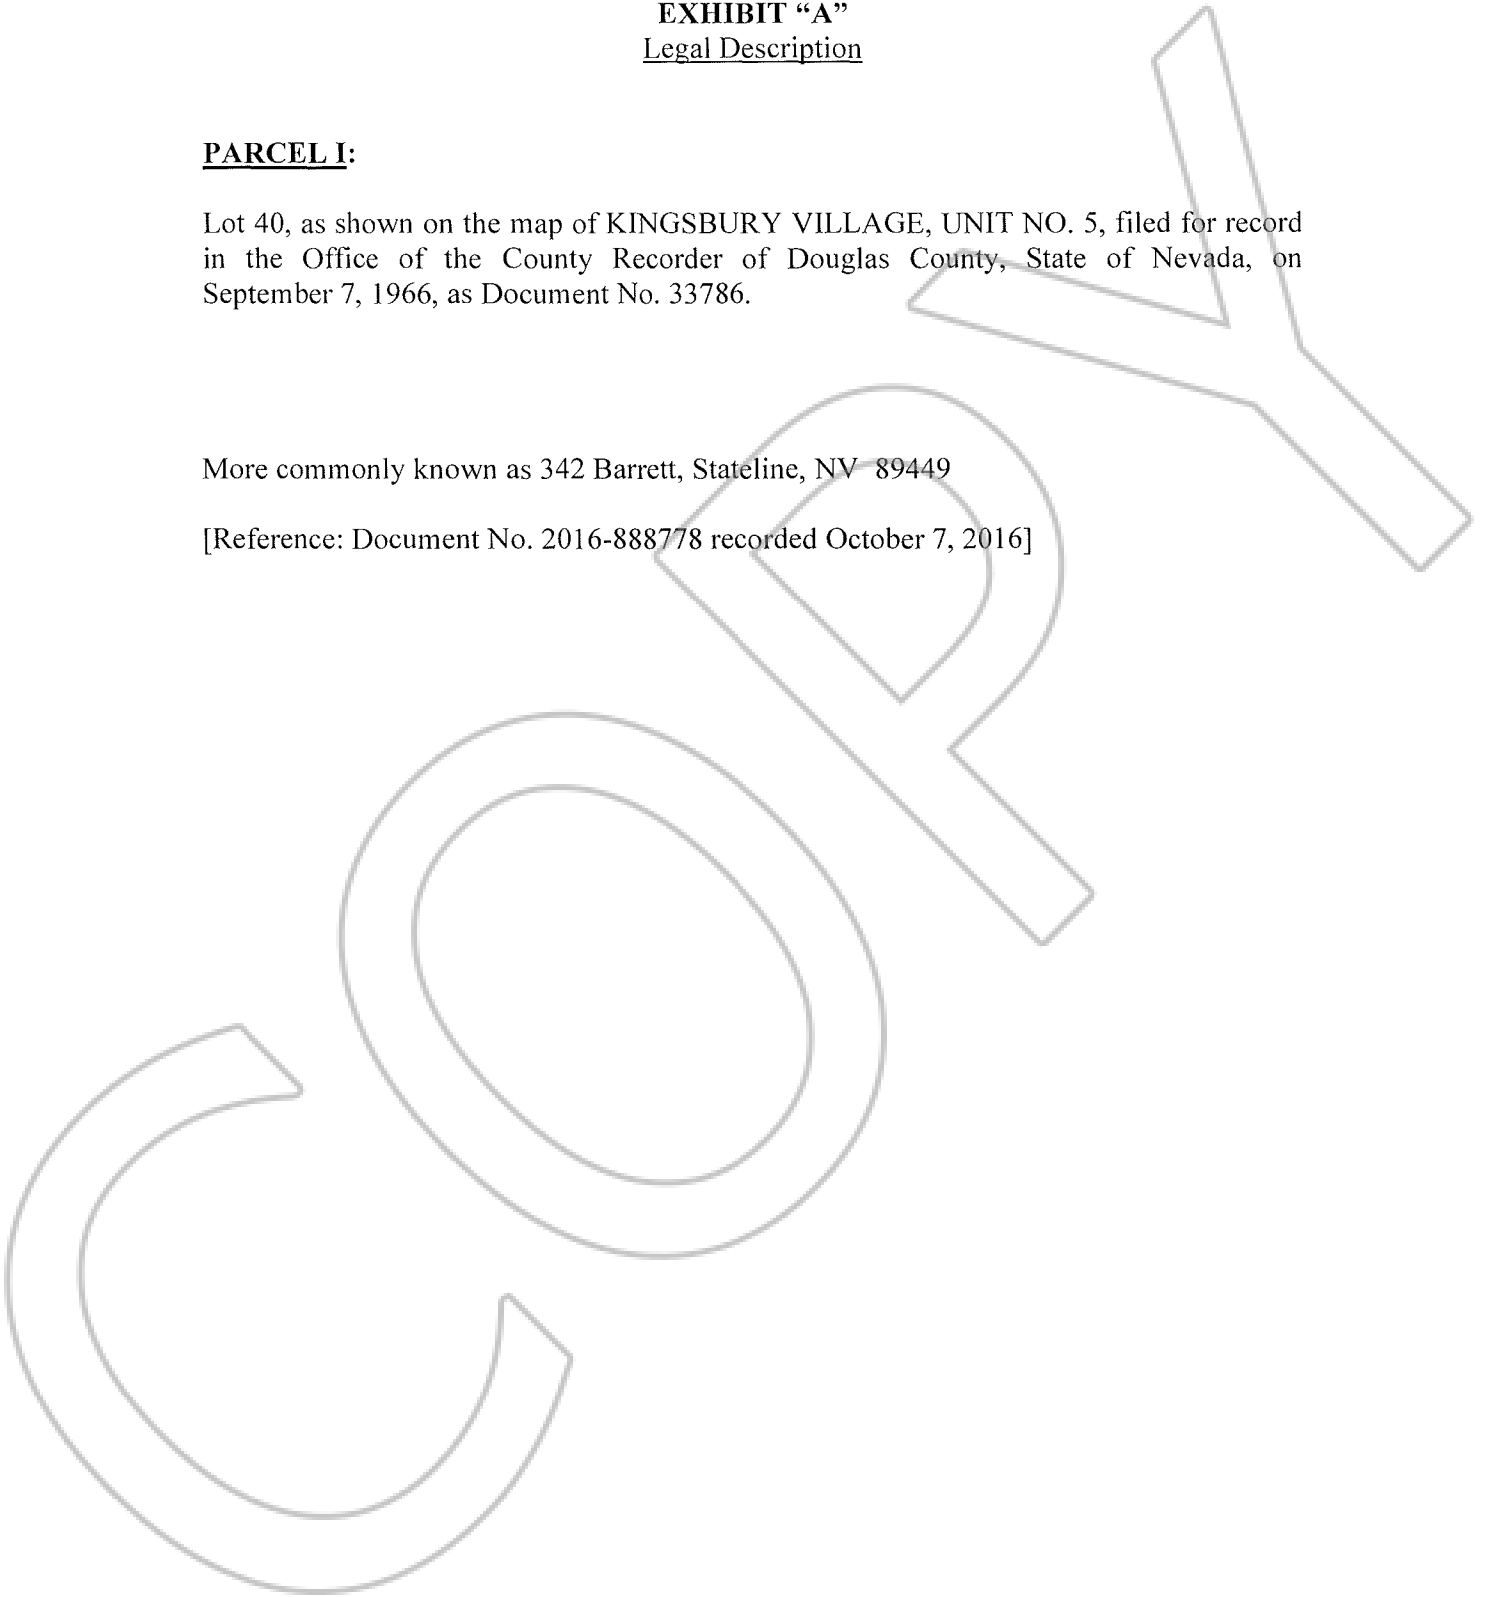 EXHIBIT “A”
Legal Description
PARCEL I:
Lot 40, as shown on the map of KINGSBURY VILLAGE, UNIT NO. 5, filed for record
in the Office of the County Recorder of Douglas County, State of Nevada, on
September 7, 1966, as Document No. 33786.
More commonly known as 342 Barrett, Stateline, NV  89449
[Reference: Document No. 2016-888778 recorded October 7, 2016]
COPY